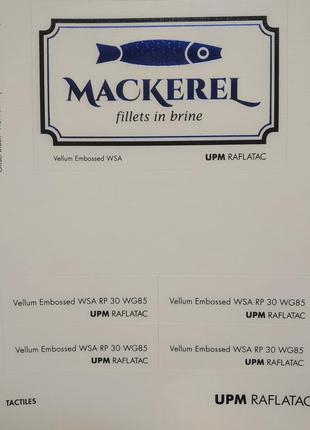 MACKEREL
fillets in brine
Vellum Embossed WSA
UPM RAFLATAC
Vellum Embossed WSA RP 30 WG85
UPM RAFLATAC
Vellum Embossed WSA RP 30 WG85
UPM RAFLATAC
Vellum Embossed WSA RP 30 WG85
UPM RAFLATAC
Vellum Embossed WSA RP 30 WG85
UPM RAFLATAC
TACTILES
UPM RAFLATAC